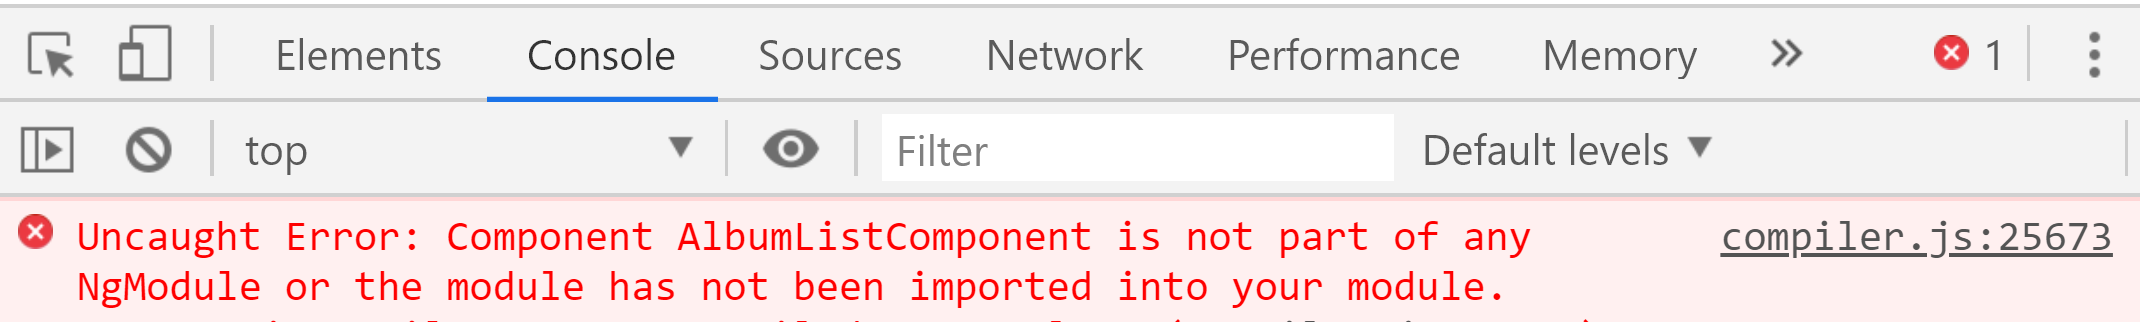 Elements Console Sources Network Performance Memory 1
top Filter Default levels
Uncaught Error: Component AlbumListComponent is not part of any compiler.js:25673
NgModule or the module has not been imported into your module.